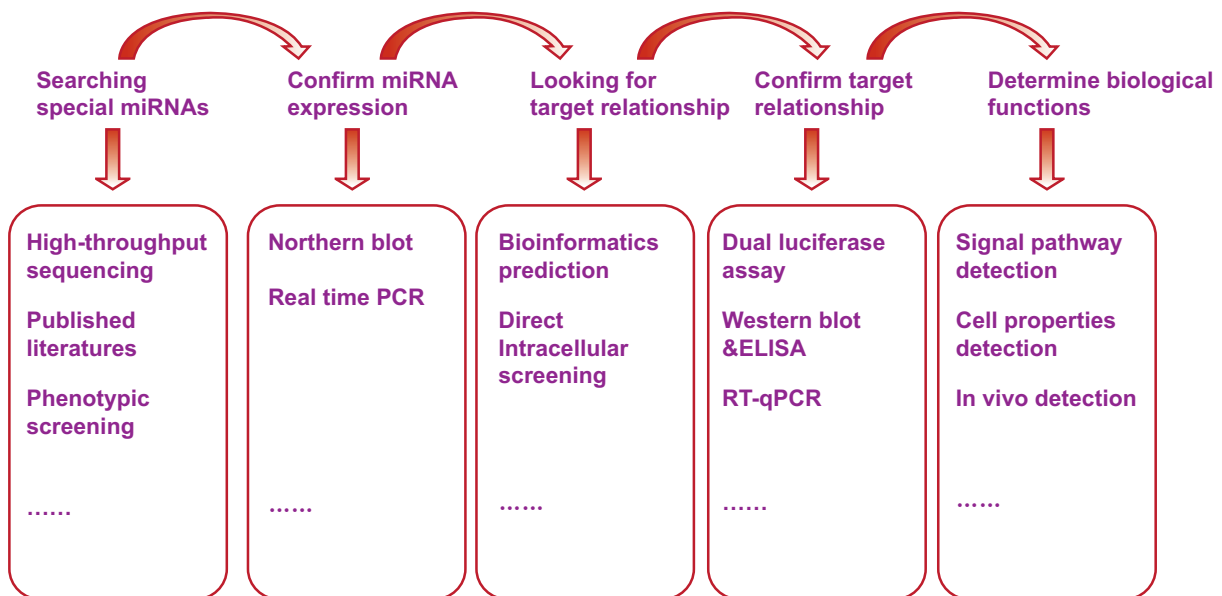 Searching
special miRNAs
Confirm miRNA
expression
Looking for
target relationship
Confirm target
relationship
Determine biological
functions
High-throughput
sequencing
Published
literatures
Phenotypic
screening
……
Northern blot
Real time PCR
……
Bioinformatics
prediction
Direct
Intracellular
screening
……
Dual luciferase
assay
Western blot
&ELISA
RT-qPCR
……
Signal pathway
detection
Cell properties
detection
In vivo detection
……